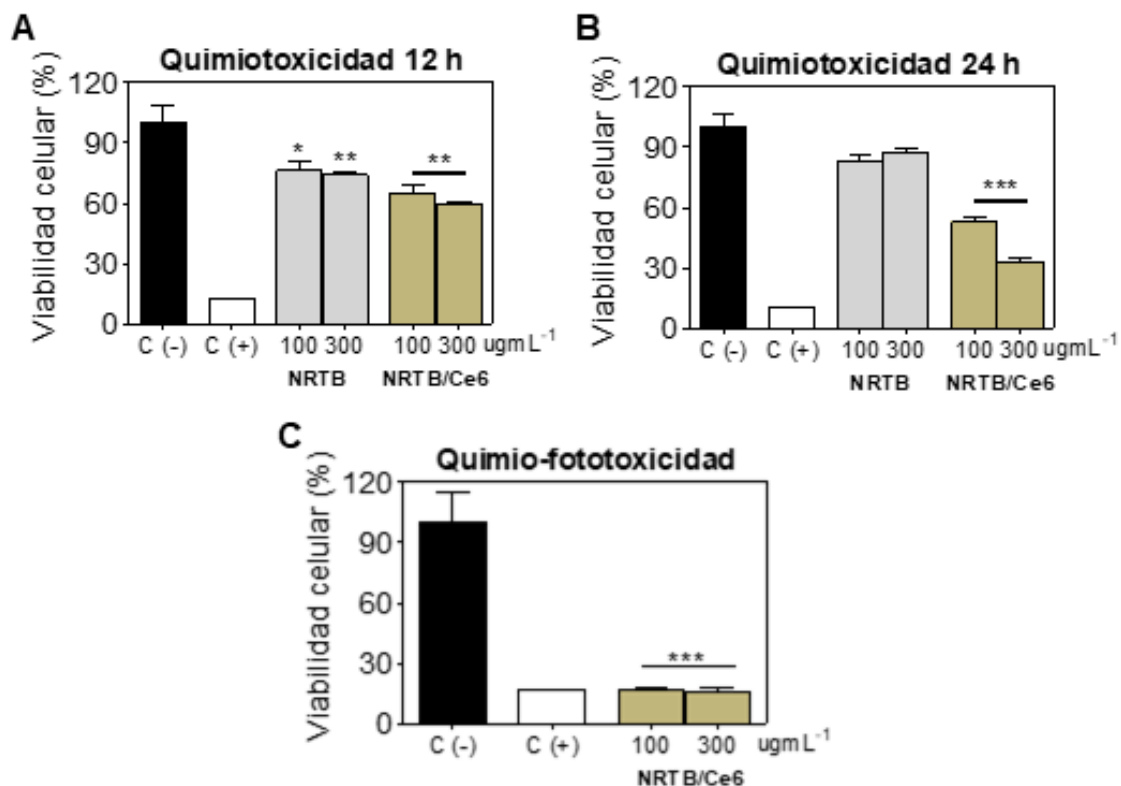 A
Quimiotoxicidad 12 h
Viabilidad celular (%)
120
90
60
30
0
* ** **
C (-) C (+) 100 300 100 300 ugmL⁻¹
NRTB NRTB/Ce6
B
Quimiotoxicidad 24 h
Viabilidad celular (%)
120
90
60
30
0
***
C (-) C (+) 100 300 100 300 ugmL⁻¹
NRTB NRTB/Ce6
C
Quimio-fototoxicidad
Viabilidad celular (%)
120
90
60
30
0
***
C (-) C (+) 100 300 ugmL⁻¹
NRTB/Ce6